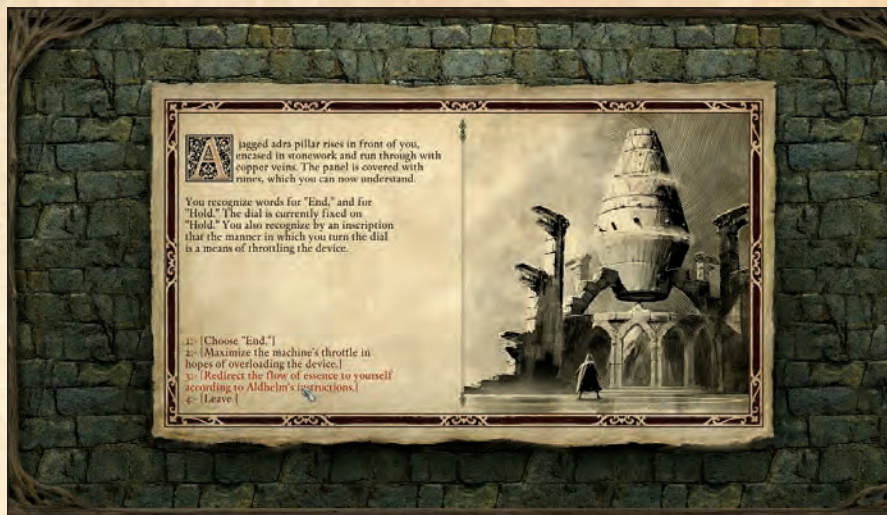 A jagged adra pillar rises in front of you,
encased in stonework and run through with
copper veins. The panel is covered with
runes, which you can now understand.
You recognize words for "End," and for
"Hold." The dial is currently fixed on
"Hold." You also recognize by an inscription
that the manner in which you turn the dial
is a means of throttling the device.
1:- [Choose "End."]
2:- [Maximize the machine's throttle in
hopes of overloading the device.]
3:- [Redirect the flow of essence to yourself
according to Aldhelm's instructions.]
4:- [Leave.]